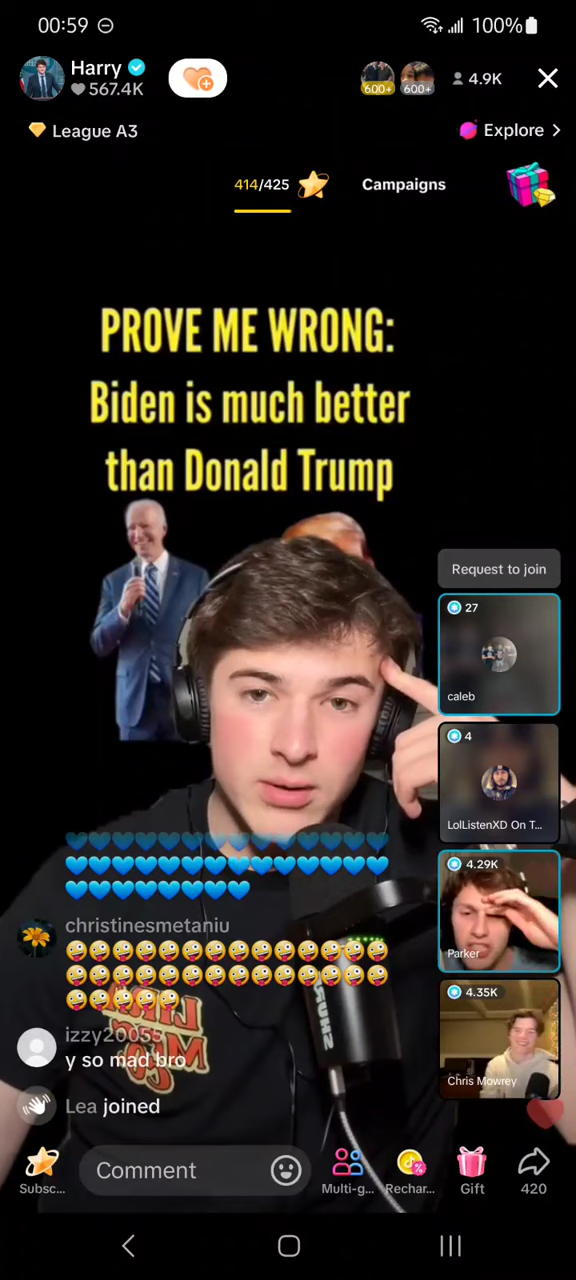 00:59
100%
Harry
567.4K
600+
600+
4.9K
League A3
Explore
414/425
Campaigns
PROVE ME WRONG:
Biden is much better
than Donald Trump
Request to join
27
caleb
4
LolListenXD On T...
4.29K
Parker
4.35K
Chris Mowrey
christinesmetaniu
izzy20055
y so mad bro
Lea joined
Subsc...
Comment
Multi-g...
Rechar...
Gift
420